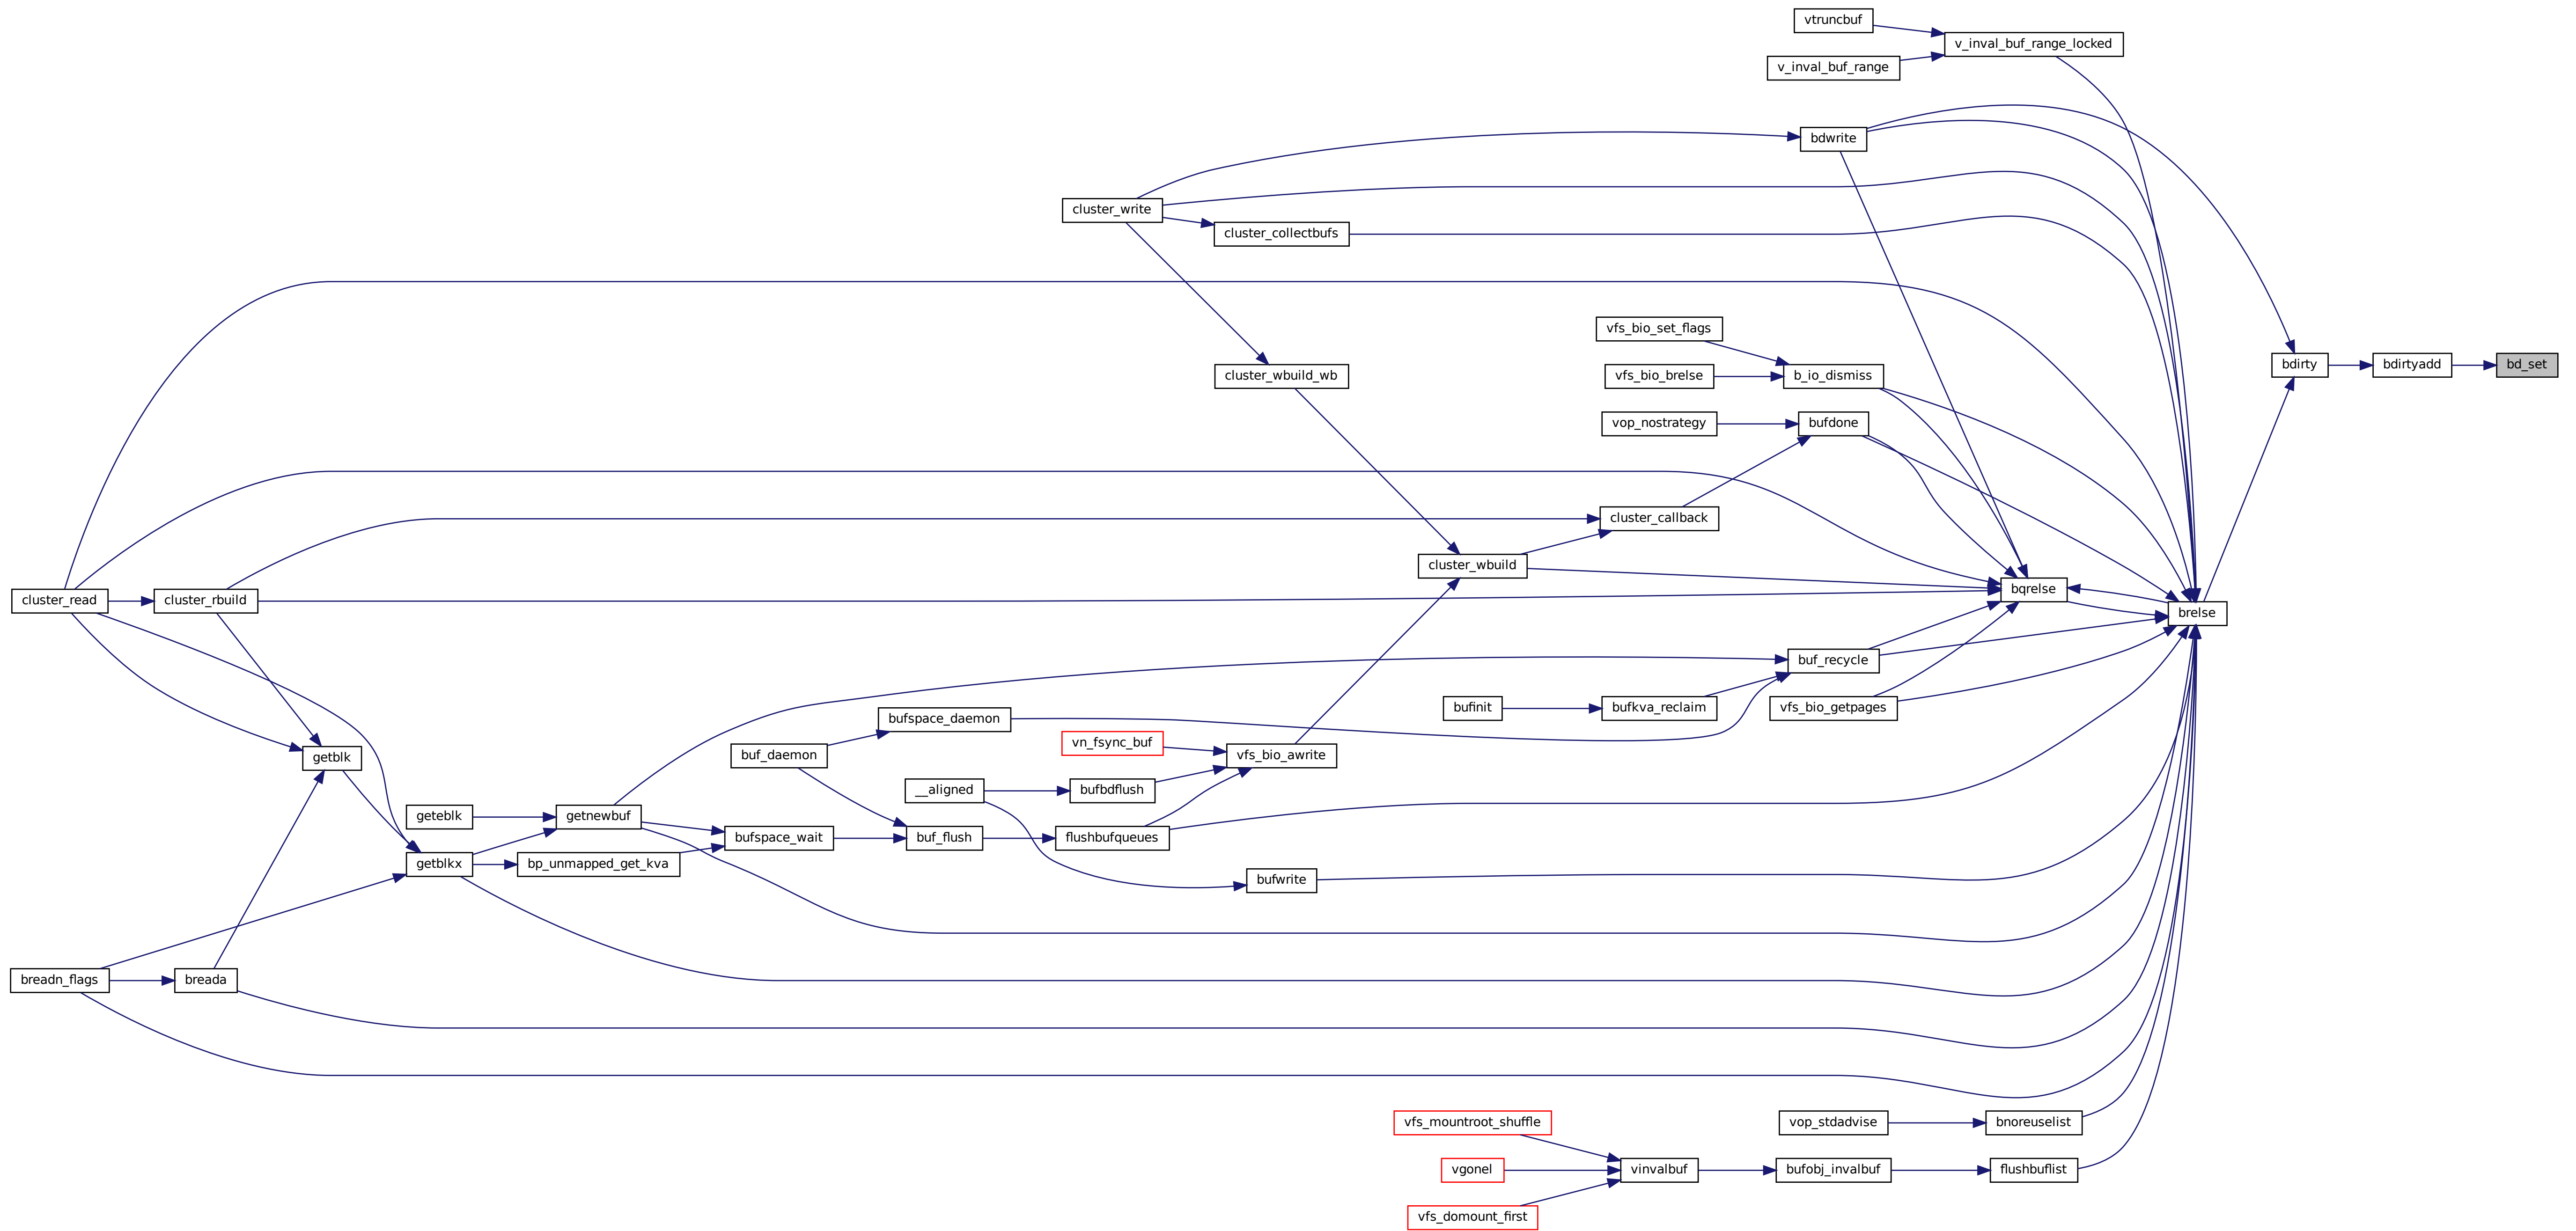 vtruncbuf
v_inval_buf_range_locked
v_inval_buf_range
bdwrite
cluster_write
cluster_collectbufs
vfs_bio_set_flags
cluster_wbuild_wb
vfs_bio_brelse
b_io_dismiss
bdirty
bdirtyadd
bd_set
vop_nostrategy
bufdone
cluster_callback
cluster_wbuild
cluster_read
cluster_rbuild
bqrelse
brelse
buf_recycle
bufinit
bufkva_reclaim
vfs_bio_getpages
bufspace_daemon
vn_fsync_buf
getblk
buf_daemon
vfs_bio_awrite
__aligned
bufbdflush
geteblk
getnewbuf
bufspace_wait
buf_flush
flushbufqueues
getblkx
bp_unmapped_get_kva
bufwrite
breadn_flags
breada
vfs_mountroot_shuffle
vop_stdadvise
bnoreuselist
vgonel
vinvalbuf
bufobj_invalbuf
flushbuflist
vfs_domount_first